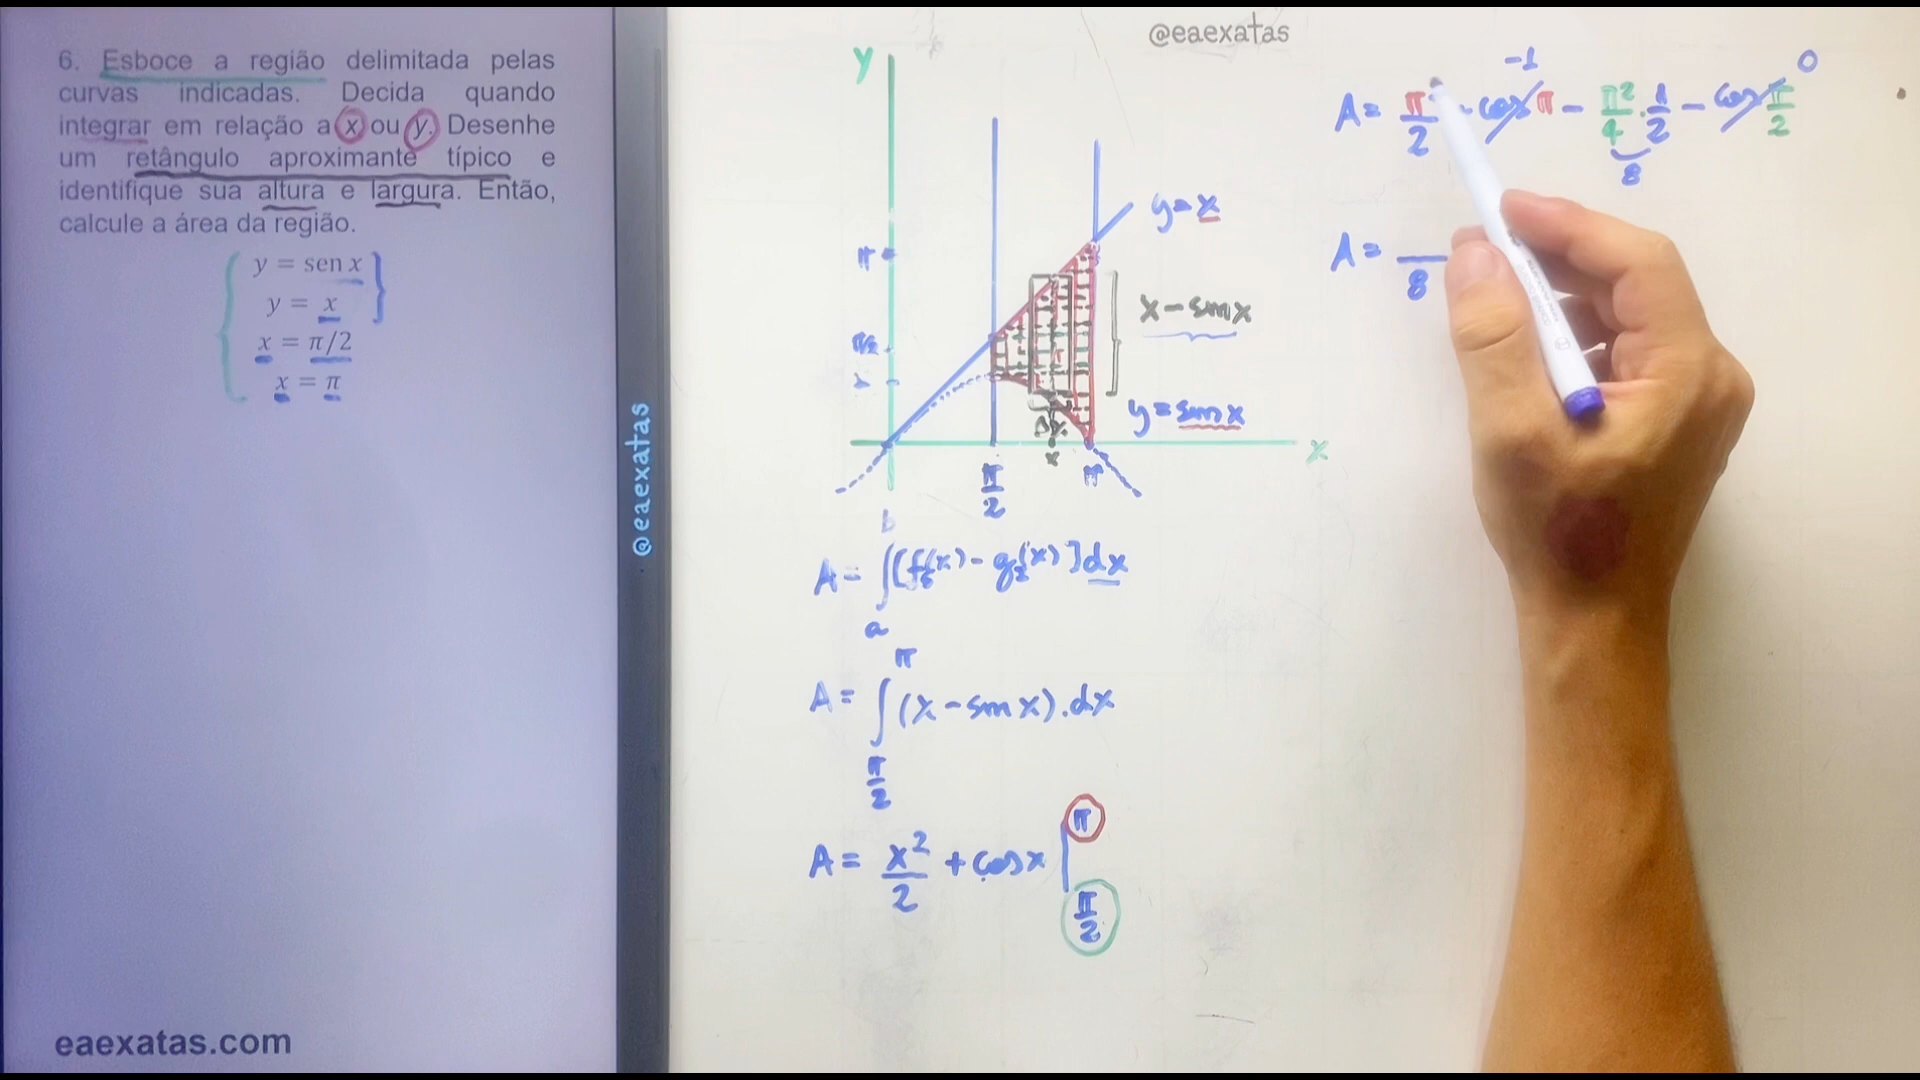 6. Esboce a região delimitada pelas
curvas indicadas. Decida quando
integrar em relação a x ou y. Desenhe
um retângulo aproximante típico e
identifique sua altura e largura. Então,
calcule a área da região.
y = sen x
y = x
x = π/2
x = π
eaexatas.com
@eaexatas
@eaexatas
y
y = x
π
π/2
x - sen x
y = sen x
Δx
x
x
π/2
π
A = ∫ₐᵇ [f(x) - g(x)] dx
A = ∫_{π/2}^{π} (x - sen x) . dx
A = x²/2 + cos x |_{π/2}^{π}
-1
0
A = π²/2 + cos π - π²/4 . 1/2 - cos π/2
8
A = /8